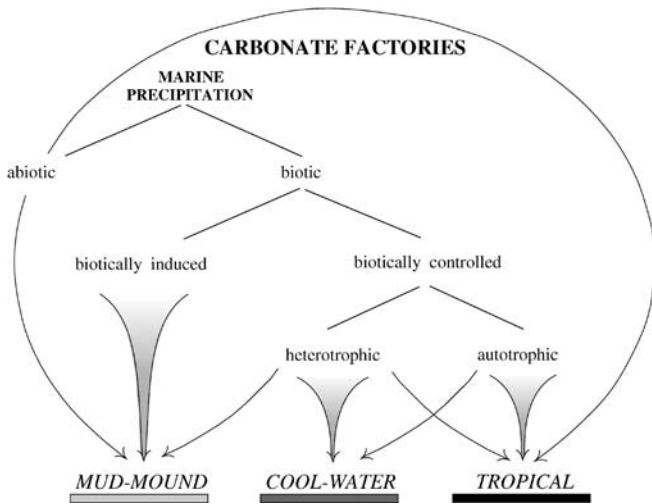 CARBONATE FACTORIES
MARINE
PRECIPITATION
abiotic
biotic
biotically induced
biotically controlled
heterotrophic
autotrophic
MUD-MOUND
COOL-WATER
TROPICAL